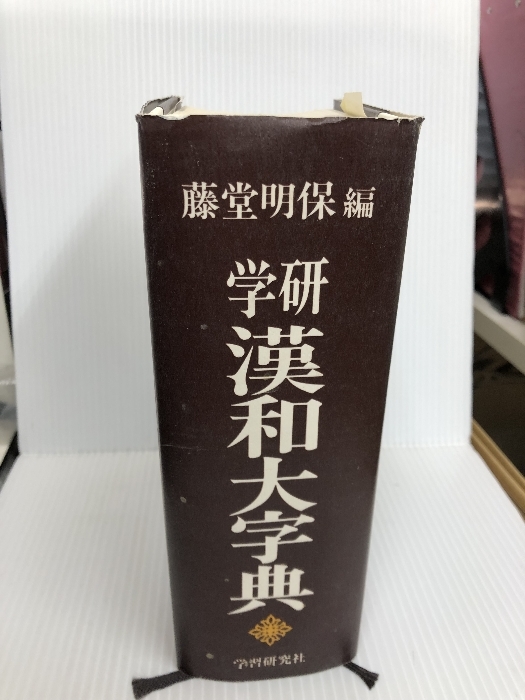 藤堂明保 編
学研
漢和大字典
学習研究社